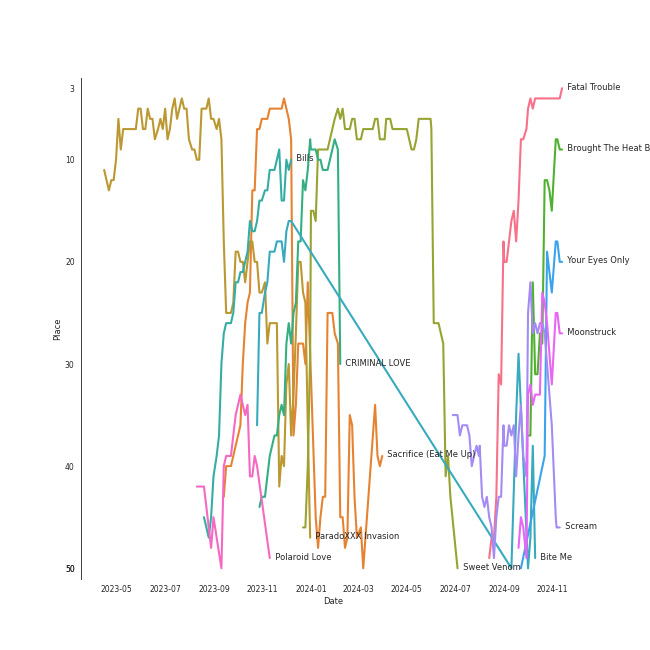 3
Fatal Trouble
Brought The Heat B
Bills
10
20
Your Eyes Only
Moonstruck
Place
30
CRIMINAL LOVE
Sacrifice (Eat Me Up)
40
Scream
ParadoXXX Invasion
Polaroid Love
Bite Me
Sweet Venom
50
2023-05 2023-07 2023-09 2023-11 2024-01 2024-03 2024-05 2024-07 2024-09 2024-11
Date